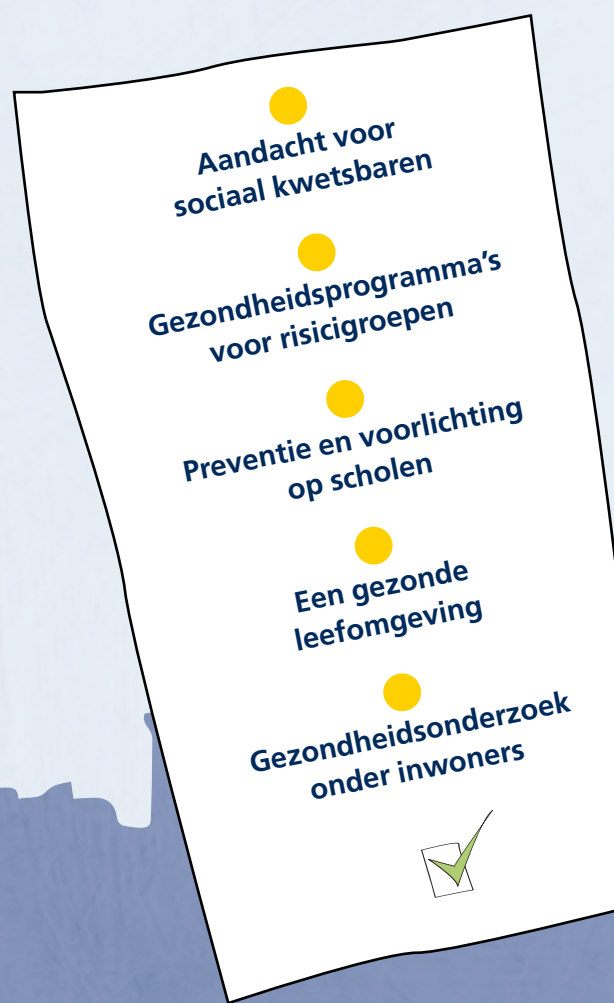 Aandacht voor
sociaal kwetsbaren
Gezondheidsprogramma's
voor risicigroepen
Preventie en voorlichting
op scholen
Een gezonde
leefomgeving
Gezondheidsonderzoek
onder inwoners